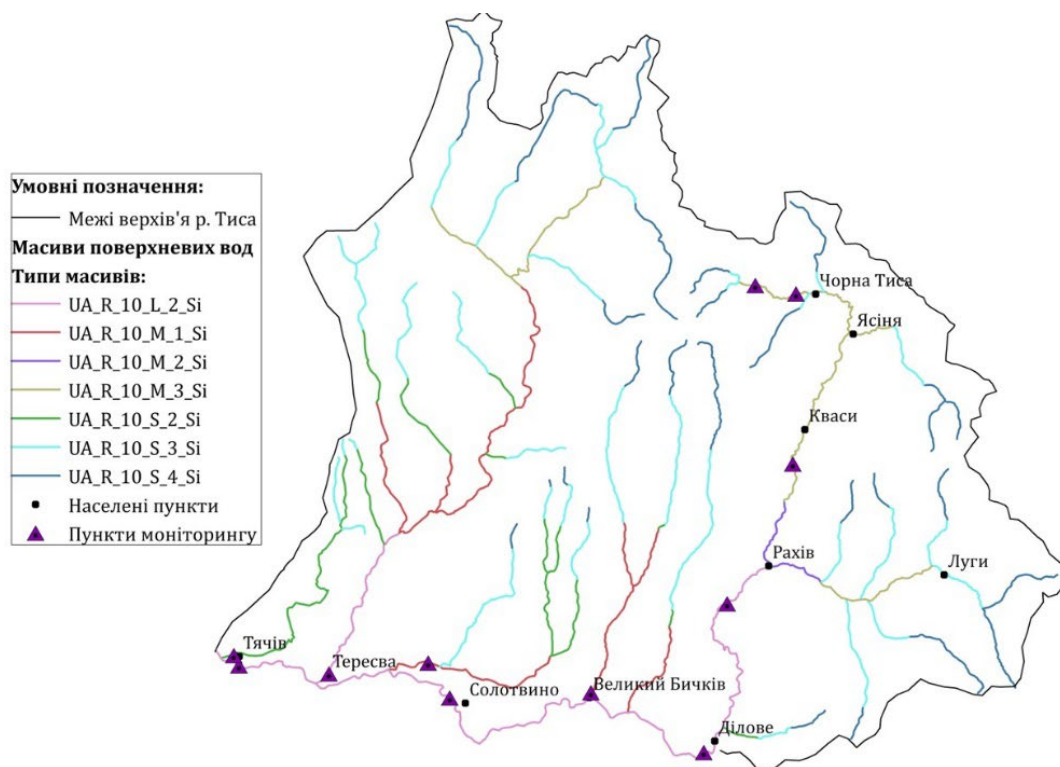 Умовні позначення:
Межі верхів'я р. Тиса
Масиви поверхневих вод
Типи масивів:
UA_R_10_L_2_Si
UA_R_10_M_1_Si
UA_R_10_M_2_Si
UA_R_10_M_3_Si
UA_R_10_S_2_Si
UA_R_10_S_3_Si
UA_R_10_S_4_Si
Населені пункти
Пункти моніторингу
Чорна Тиса
Ясіня
Кваси
Рахів
Луги
Тячів
Тересва
Солотвино
Великий Бичків
Ділове